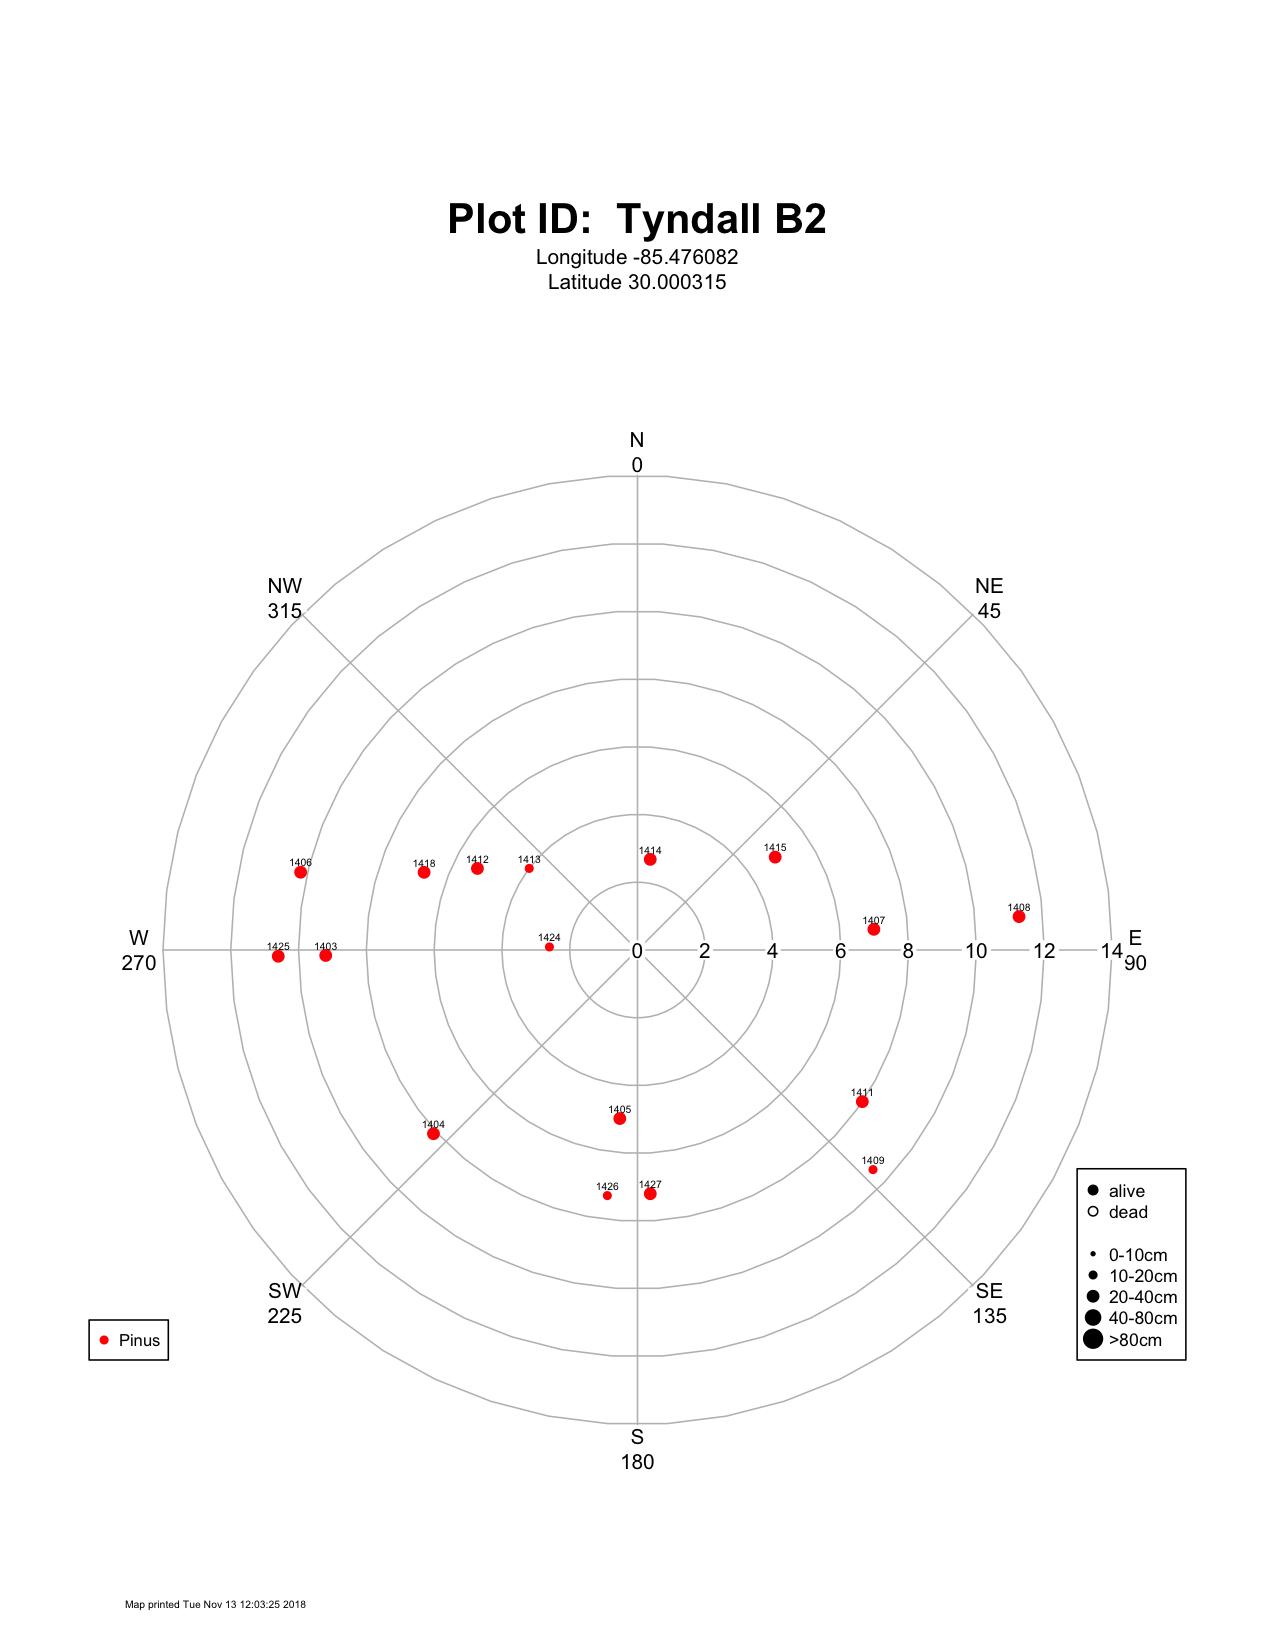 Plot ID:  Tyndall B2
Longitude -85.476082
Latitude 30.000315
N
0
NW
315
NE
45
1414
1415
1406
1418
1412
1413
1407
1408
W
270
1425
1403
1424
0
2
4
6
8
10
12
14
E
90
1411
1405
1404
1409
1426
1427
alive
dead
0-10cm
10-20cm
20-40cm
40-80cm
>80cm
SW
225
SE
135
Pinus
S
180
Map printed Tue Nov 13 12:03:25 2018